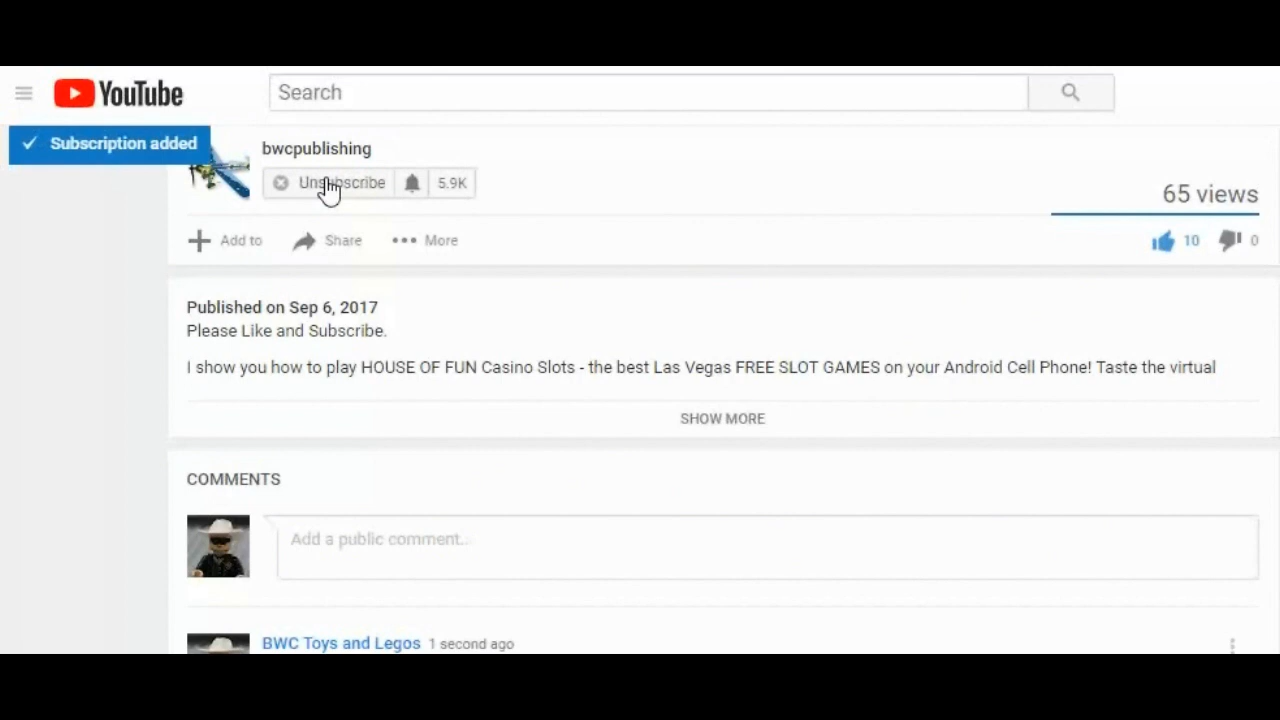 YouTube
Search
Subscription added
bwcpublishing
Unsubscribe 5.9K
65 views
Add to Share More 10 0
Published on Sep 6, 2017
Please Like and Subscribe.
I show you how to play HOUSE OF FUN Casino Slots - the best Las Vegas FREE SLOT GAMES on your Android Cell Phone! Taste the virtual
SHOW MORE
COMMENTS
Add a public comment...
BWC Toys and Legos 1 second ago